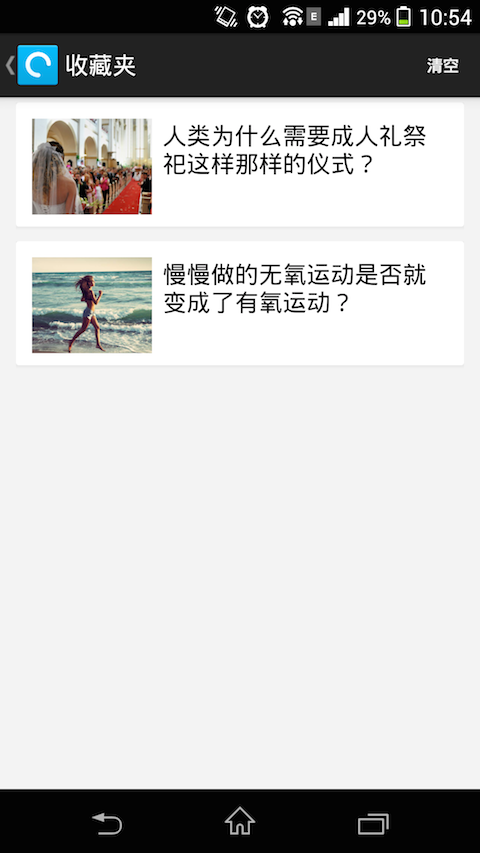 E 29% 10:54
收藏夹 清空
人类为什么需要成人礼祭
祀这样那样的仪式？
慢慢做的无氧运动是否就
变成了有氧运动？